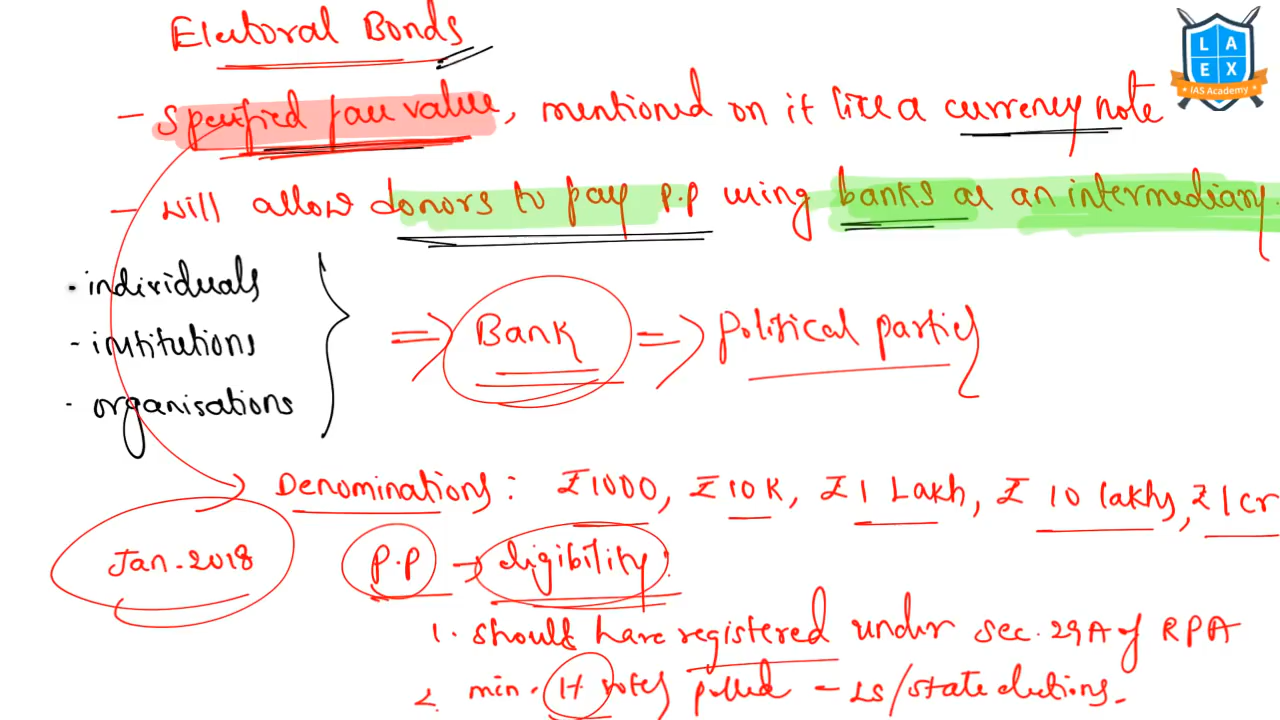 Electoral Bonds
LAEX
IAS Academy
- Specified face value, mentioned on it like a currency note
- will allow donors to pay P.P using banks as an intermediary.
· individuals
- institutions
- organisations
⇒ Bank ⇒ Political parties
Denominations : ₹1000, ₹10K, ₹1 Lakh, ₹ 10 lakhs, ₹1cr
Jan-2018
P.P → eligibility:
1. should have registered under sec. 29A of RPA
2. min. 1% votes polled - LS/state elections.